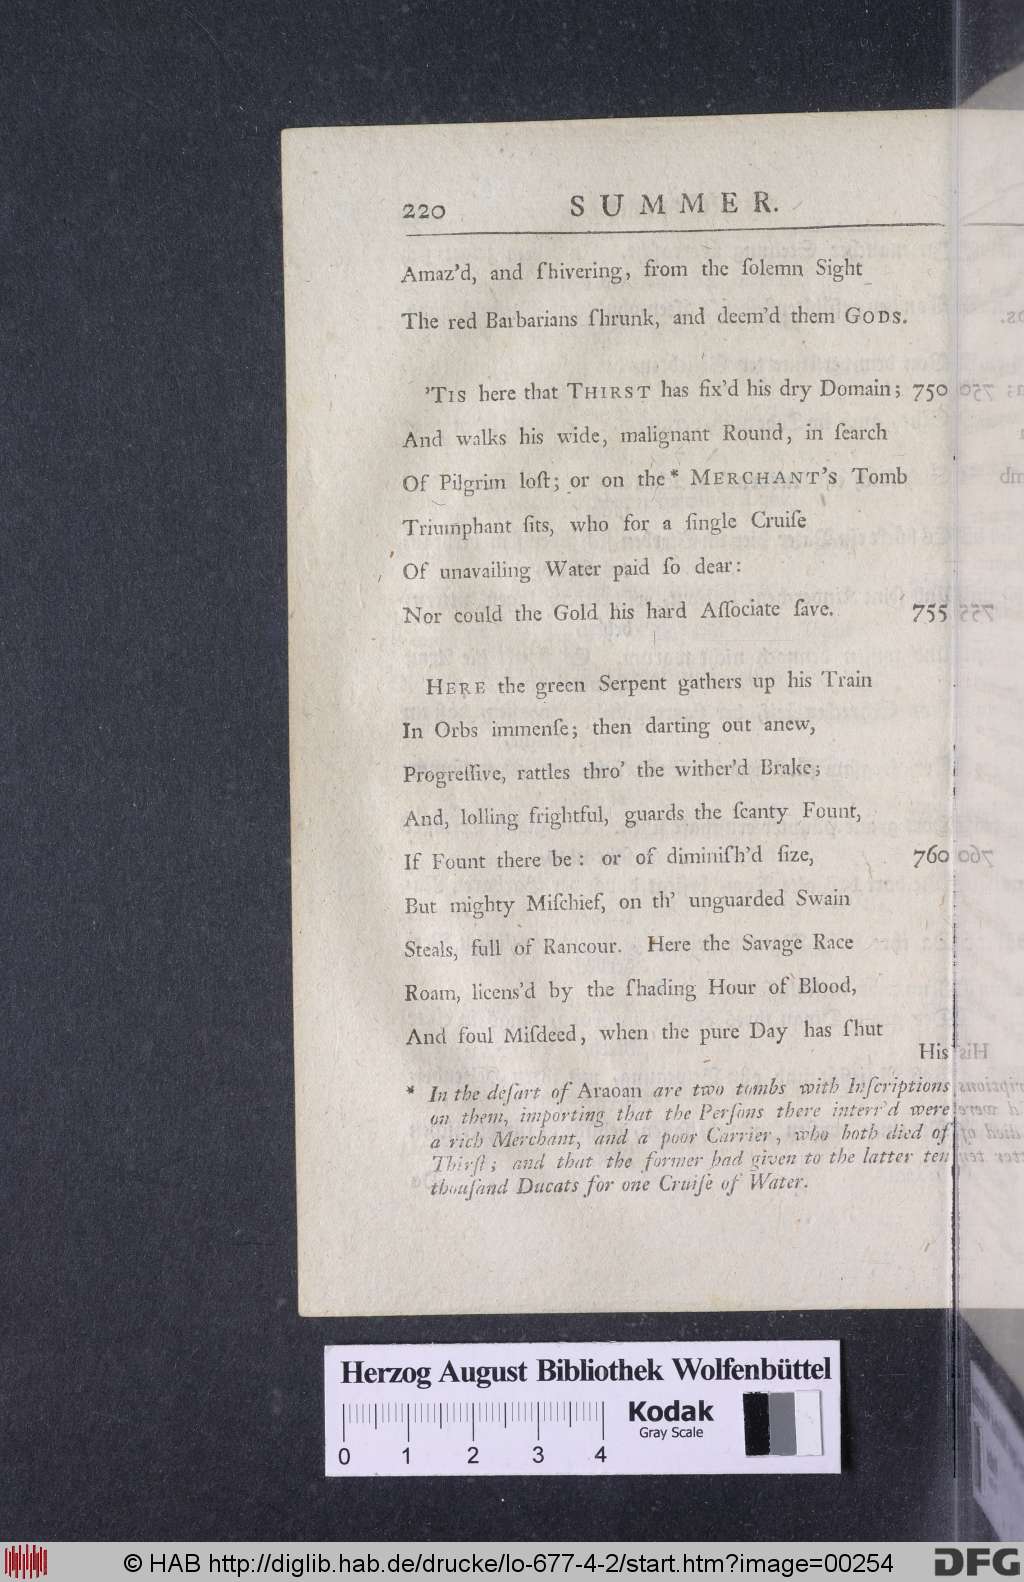 220 SUMMER.
Amaz'd, and ſhivering, from the ſolemn Sight
The red Barbarians ſhrunk, and deem'd them GODS.
'TIS here that THIRST has fix'd his dry Domain; 750
And walks his wide, malignant Round, in ſearch
Of Pilgrim loſt; or on the* MERCHANT's Tomb
Triumphant ſits, who for a ſingle Cruiſe
Of unavailing Water paid ſo dear:
Nor could the Gold his hard Aſſociate ſave. 755
HERE the green Serpent gathers up his Train
In Orbs immenſe; then darting out anew,
Progreſſive, rattles thro' the wither'd Brake;
And, lolling frightful, guards the ſcanty Fount,
If Fount there be: or of diminiſh'd ſize, 760
But mighty Miſchief, on th' unguarded Swain
Steals, full of Rancour. Here the Savage Race
Roam, licens'd by the ſhading Hour of Blood,
And foul Miſdeed, when the pure Day has ſhut
His
* In the deſart of Araoan are two tombs with Inſcriptions
on them, importing that the Perſons there interr'd were
a rich Merchant, and a poor Carrier, who both died of
Thirſt; and that the former had given to the latter ten
thouſand Ducats for one Cruiſe of Water.
Herzog August Bibliothek Wolfenbüttel
Kodak
Gray Scale
0 1 2 3 4
© HAB http://diglib.hab.de/drucke/lo-677-4-2/start.htm?image=00254
DFG